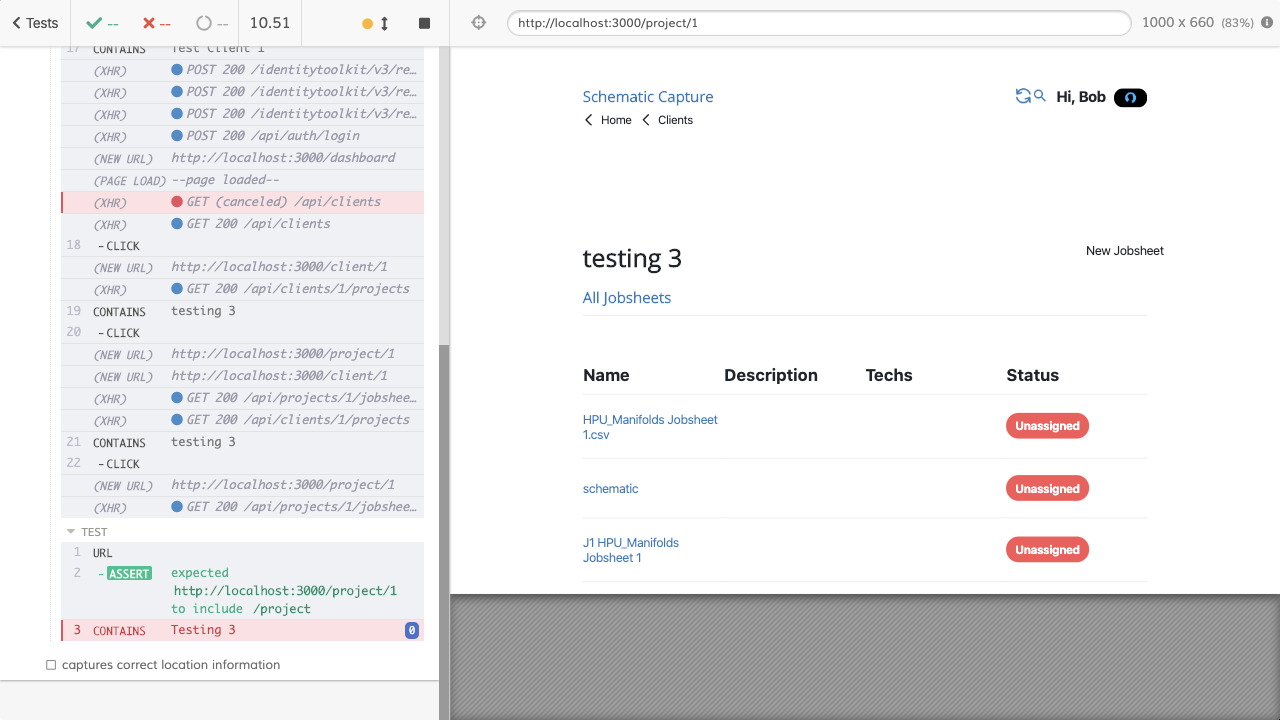 Tests
--
--
--
10.51
http://localhost:3000/project/1
1000 x 660 (83%)
17 CONTAINS Test Client 1
(XHR) POST 200 /identitytoolkit/v3/re…
(XHR) POST 200 /identitytoolkit/v3/re…
(XHR) POST 200 /identitytoolkit/v3/re…
(XHR) POST 200 /api/auth/login
(NEW URL) http://localhost:3000/dashboard
(PAGE LOAD) --page loaded--
(XHR) GET (canceled) /api/clients
(XHR) GET 200 /api/clients
18 - CLICK
(NEW URL) http://localhost:3000/client/1
(XHR) GET 200 /api/clients/1/projects
19 CONTAINS testing 3
20 - CLICK
(NEW URL) http://localhost:3000/project/1
(NEW URL) http://localhost:3000/client/1
(XHR) GET 200 /api/projects/1/jobshee…
(XHR) GET 200 /api/clients/1/projects
21 CONTAINS testing 3
22 - CLICK
(NEW URL) http://localhost:3000/project/1
(XHR) GET 200 /api/projects/1/jobshee…
TEST
1 URL
2 - ASSERT expected
http://localhost:3000/project/1
to include /project
3 CONTAINS Testing 3 0
captures correct location information
Schematic Capture
Hi, Bob
Home Clients
testing 3
New Jobsheet
All Jobsheets
Name Description Techs Status
HPU_Manifolds Jobsheet
1.csv
Unassigned
schematic
Unassigned
J1 HPU_Manifolds
Jobsheet 1
Unassigned